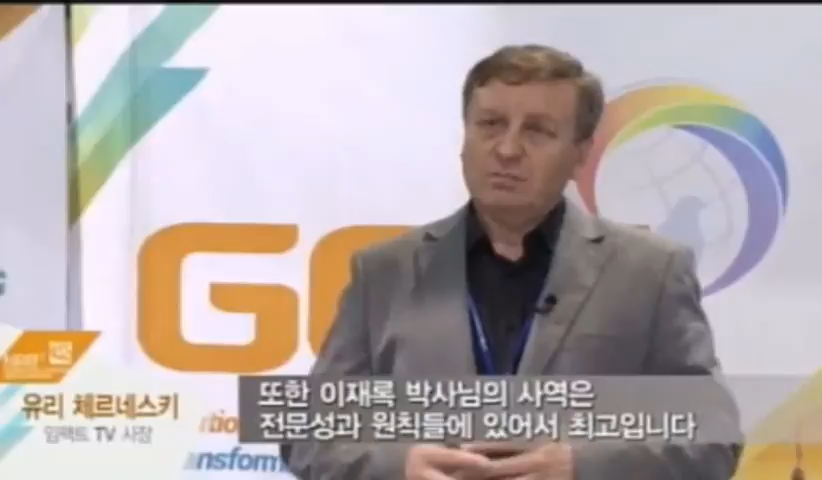 GC
유리 체르네스키
임팩트 TV 사장
또한 이재록 박사님의 사역은
전문성과 원칙들에 있어서 최고입니다
nsform